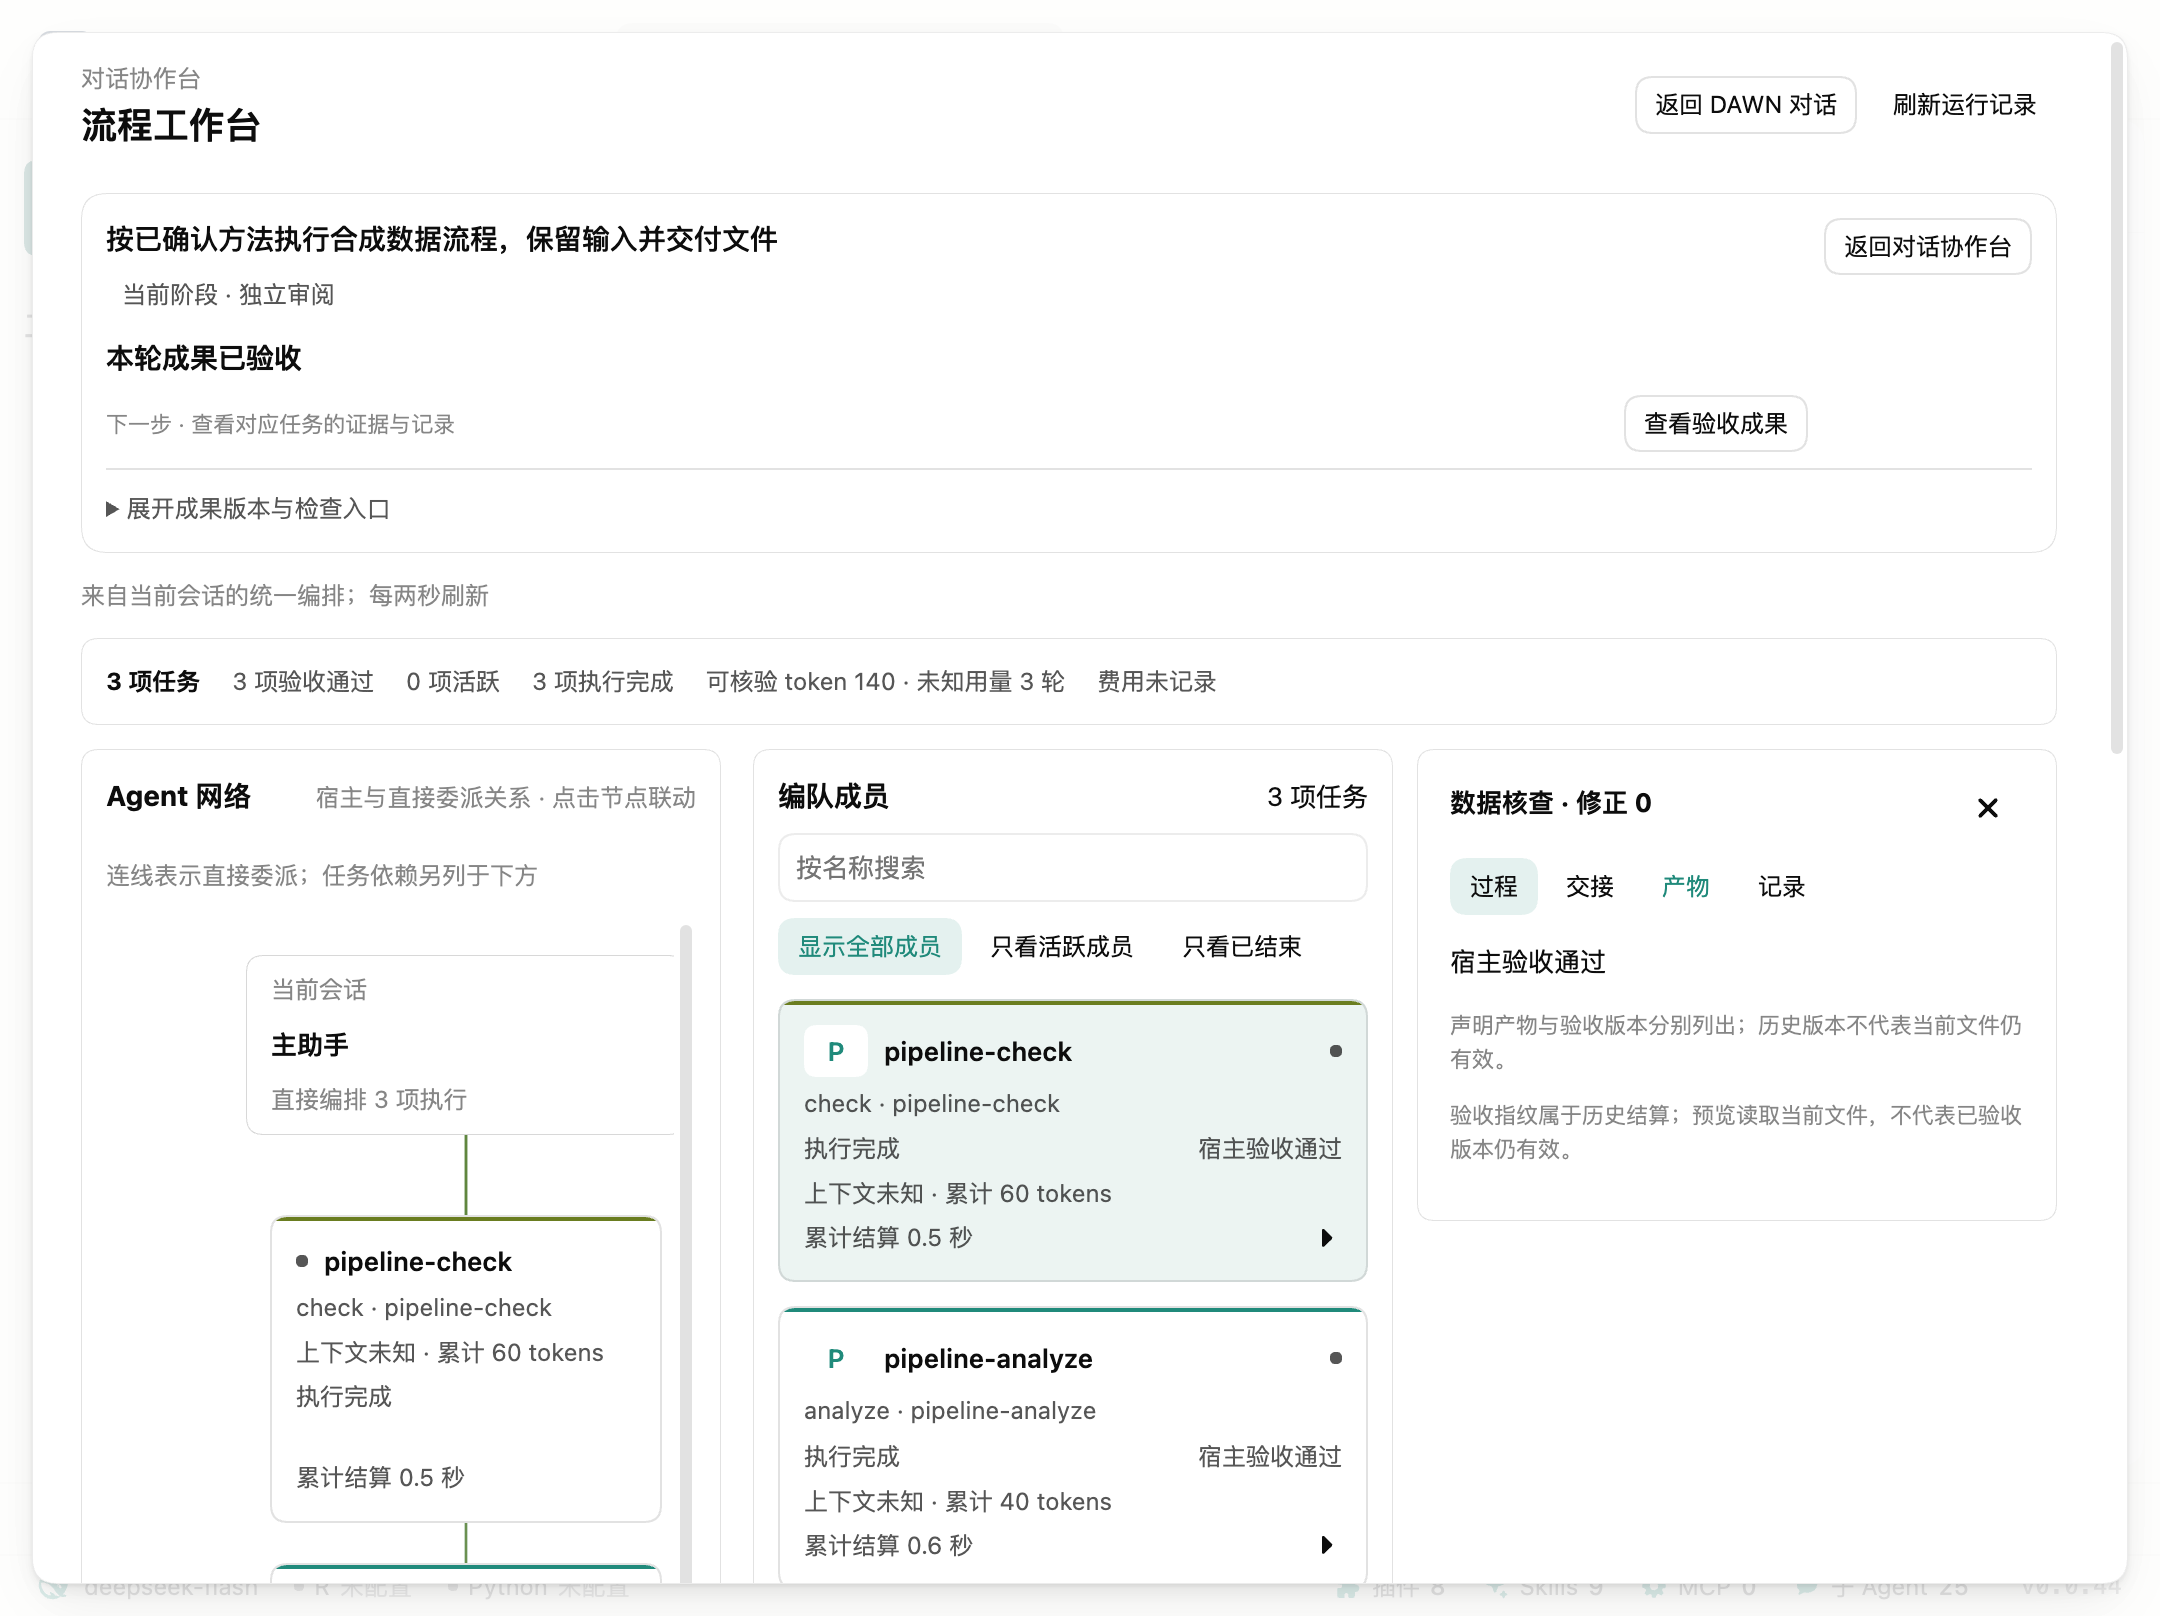 对话协作台
流程工作台
返回 DAWN 对话
刷新运行记录
按已确认方法执行合成数据流程，保留输入并交付文件
返回对话协作台
当前阶段 · 独立审阅
本轮成果已验收
下一步 · 查看对应任务的证据与记录
查看验收成果
展开成果版本与检查入口
来自当前会话的统一编排；每两秒刷新
3 项任务 3 项验收通过 0 项活跃 3 项执行完成 可核验 token 140 · 未知用量 3 轮 费用未记录
Agent 网络
宿主与直接委派关系 · 点击节点联动
连线表示直接委派；任务依赖另列于下方
当前会话
主助手
直接编排 3 项执行
pipeline-check
check · pipeline-check
上下文未知 · 累计 60 tokens
执行完成
累计结算 0.5 秒
编队成员
3 项任务
按名称搜索
显示全部成员 只看活跃成员 只看已结束
P pipeline-check
check · pipeline-check
执行完成 宿主验收通过
上下文未知 · 累计 60 tokens
累计结算 0.5 秒
P pipeline-analyze
analyze · pipeline-analyze
执行完成 宿主验收通过
上下文未知 · 累计 40 tokens
累计结算 0.6 秒
数据核查 · 修正 0
过程 交接 产物 记录
宿主验收通过
声明产物与验收版本分别列出；历史版本不代表当前文件仍
有效。
验收指纹属于历史结算；预览读取当前文件，不代表已验收
版本仍有效。
R 未配置 Python 未配置 插件 8 Skills 9 MCP 0 子 Agent 25 v0.0.44